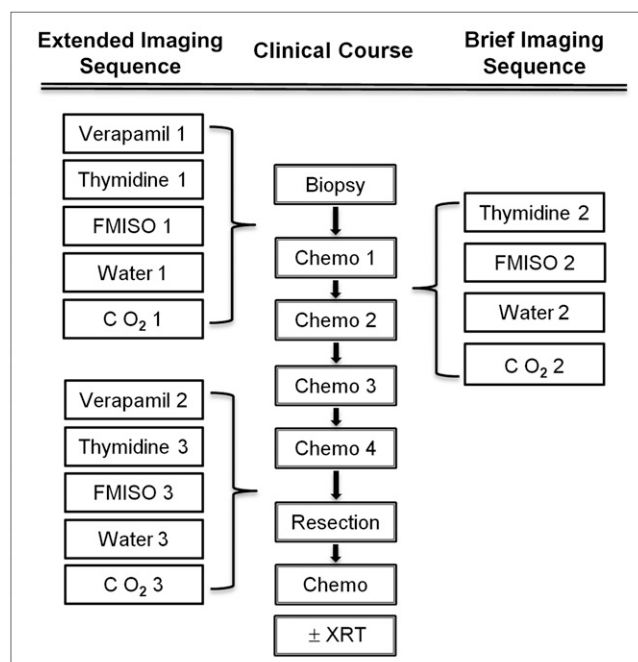 Extended Imaging
Sequence
Clinical Course
Brief Imaging
Sequence
Verapamil 1
Thymidine 1
FMISO 1
Water 1
C O₂ 1
Verapamil 2
Thymidine 3
FMISO 3
Water 3
C O₂ 3
Biopsy
Chemo 1
Chemo 2
Chemo 3
Chemo 4
Resection
Chemo
± XRT
Thymidine 2
FMISO 2
Water 2
C O₂ 2